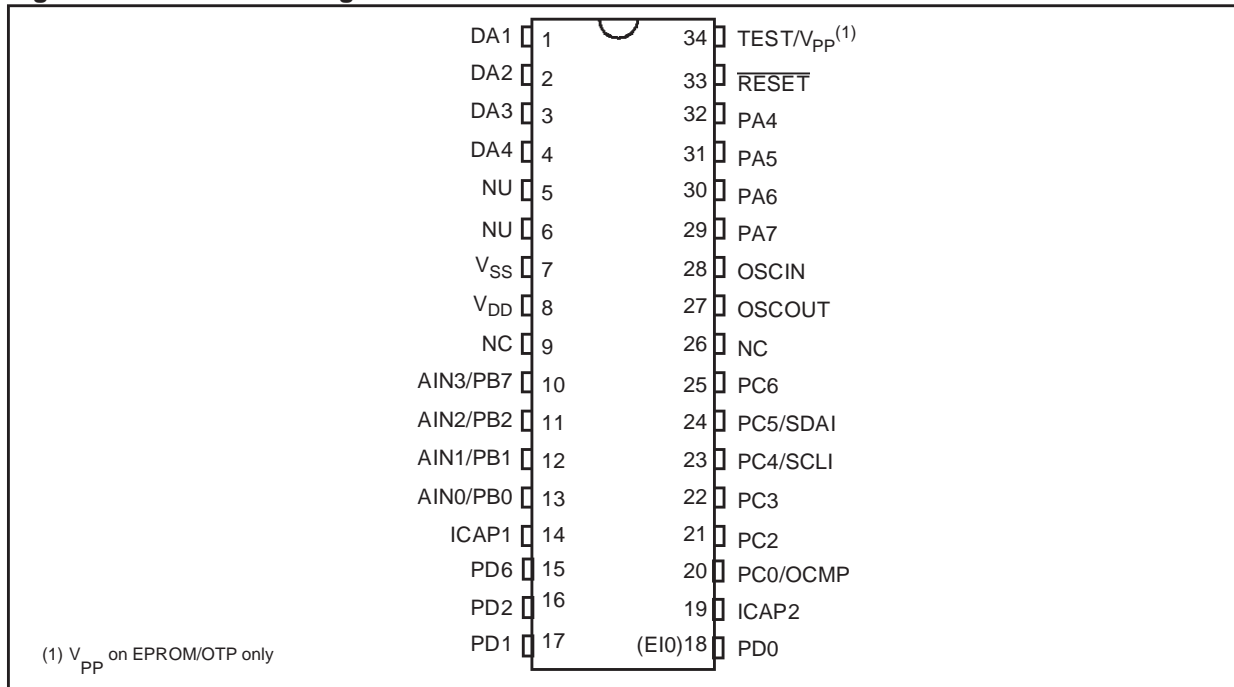 DA1 1 34 TEST/VPP(1)
DA2 2 33 RESET
DA3 3 32 PA4
DA4 4 31 PA5
NU 5 30 PA6
NU 6 29 PA7
VSS 7 28 OSCIN
VDD 8 27 OSCOUT
NC 9 26 NC
AIN3/PB7 10 25 PC6
AIN2/PB2 11 24 PC5/SDAI
AIN1/PB1 12 23 PC4/SCLI
AIN0/PB0 13 22 PC3
ICAP1 14 21 PC2
PD6 15 20 PC0/OCMP
PD2 16 19 ICAP2
PD1 17 (EI0)18 PD0
(1) VPP on EPROM/OTP only